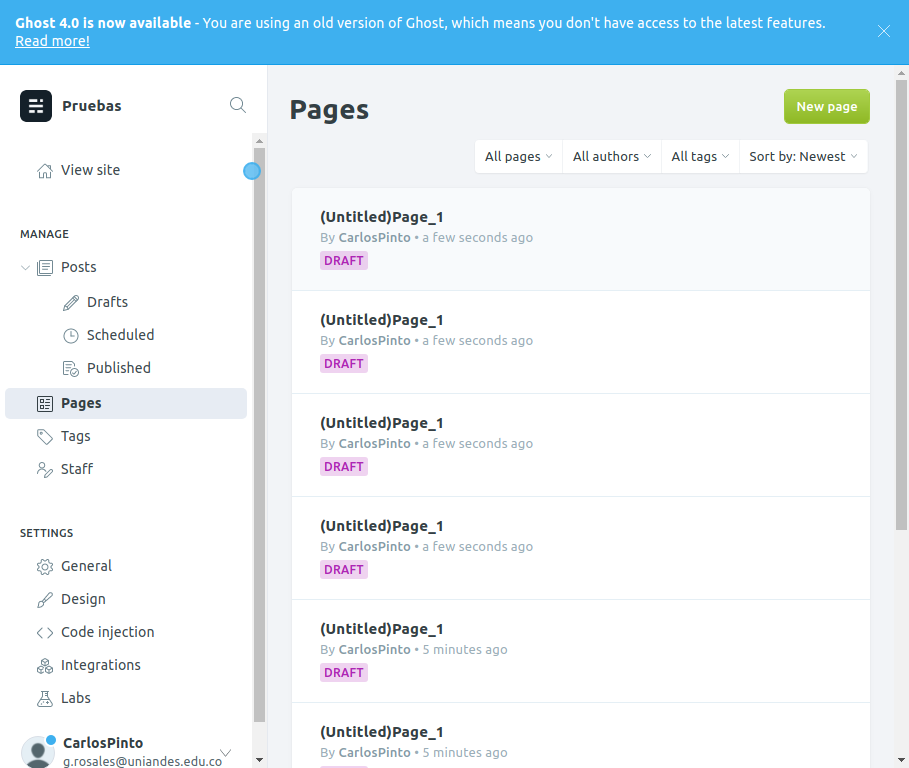 Ghost 4.0 is now available - You are using an old version of Ghost, which means you don't have access to the latest features.
Read more!
Pruebas
View site
MANAGE
Posts
Drafts
Scheduled
Published
Pages
Tags
Staff
SETTINGS
General
Design
Code injection
Integrations
Labs
CarlosPinto
g.rosales@uniandes.edu.co
Pages
New page
All pages
All authors
All tags
Sort by: Newest
(Untitled)Page_1
By CarlosPinto • a few seconds ago
DRAFT
(Untitled)Page_1
By CarlosPinto • a few seconds ago
DRAFT
(Untitled)Page_1
By CarlosPinto • a few seconds ago
DRAFT
(Untitled)Page_1
By CarlosPinto • a few seconds ago
DRAFT
(Untitled)Page_1
By CarlosPinto • 5 minutes ago
DRAFT
(Untitled)Page_1
By CarlosPinto • 5 minutes ago